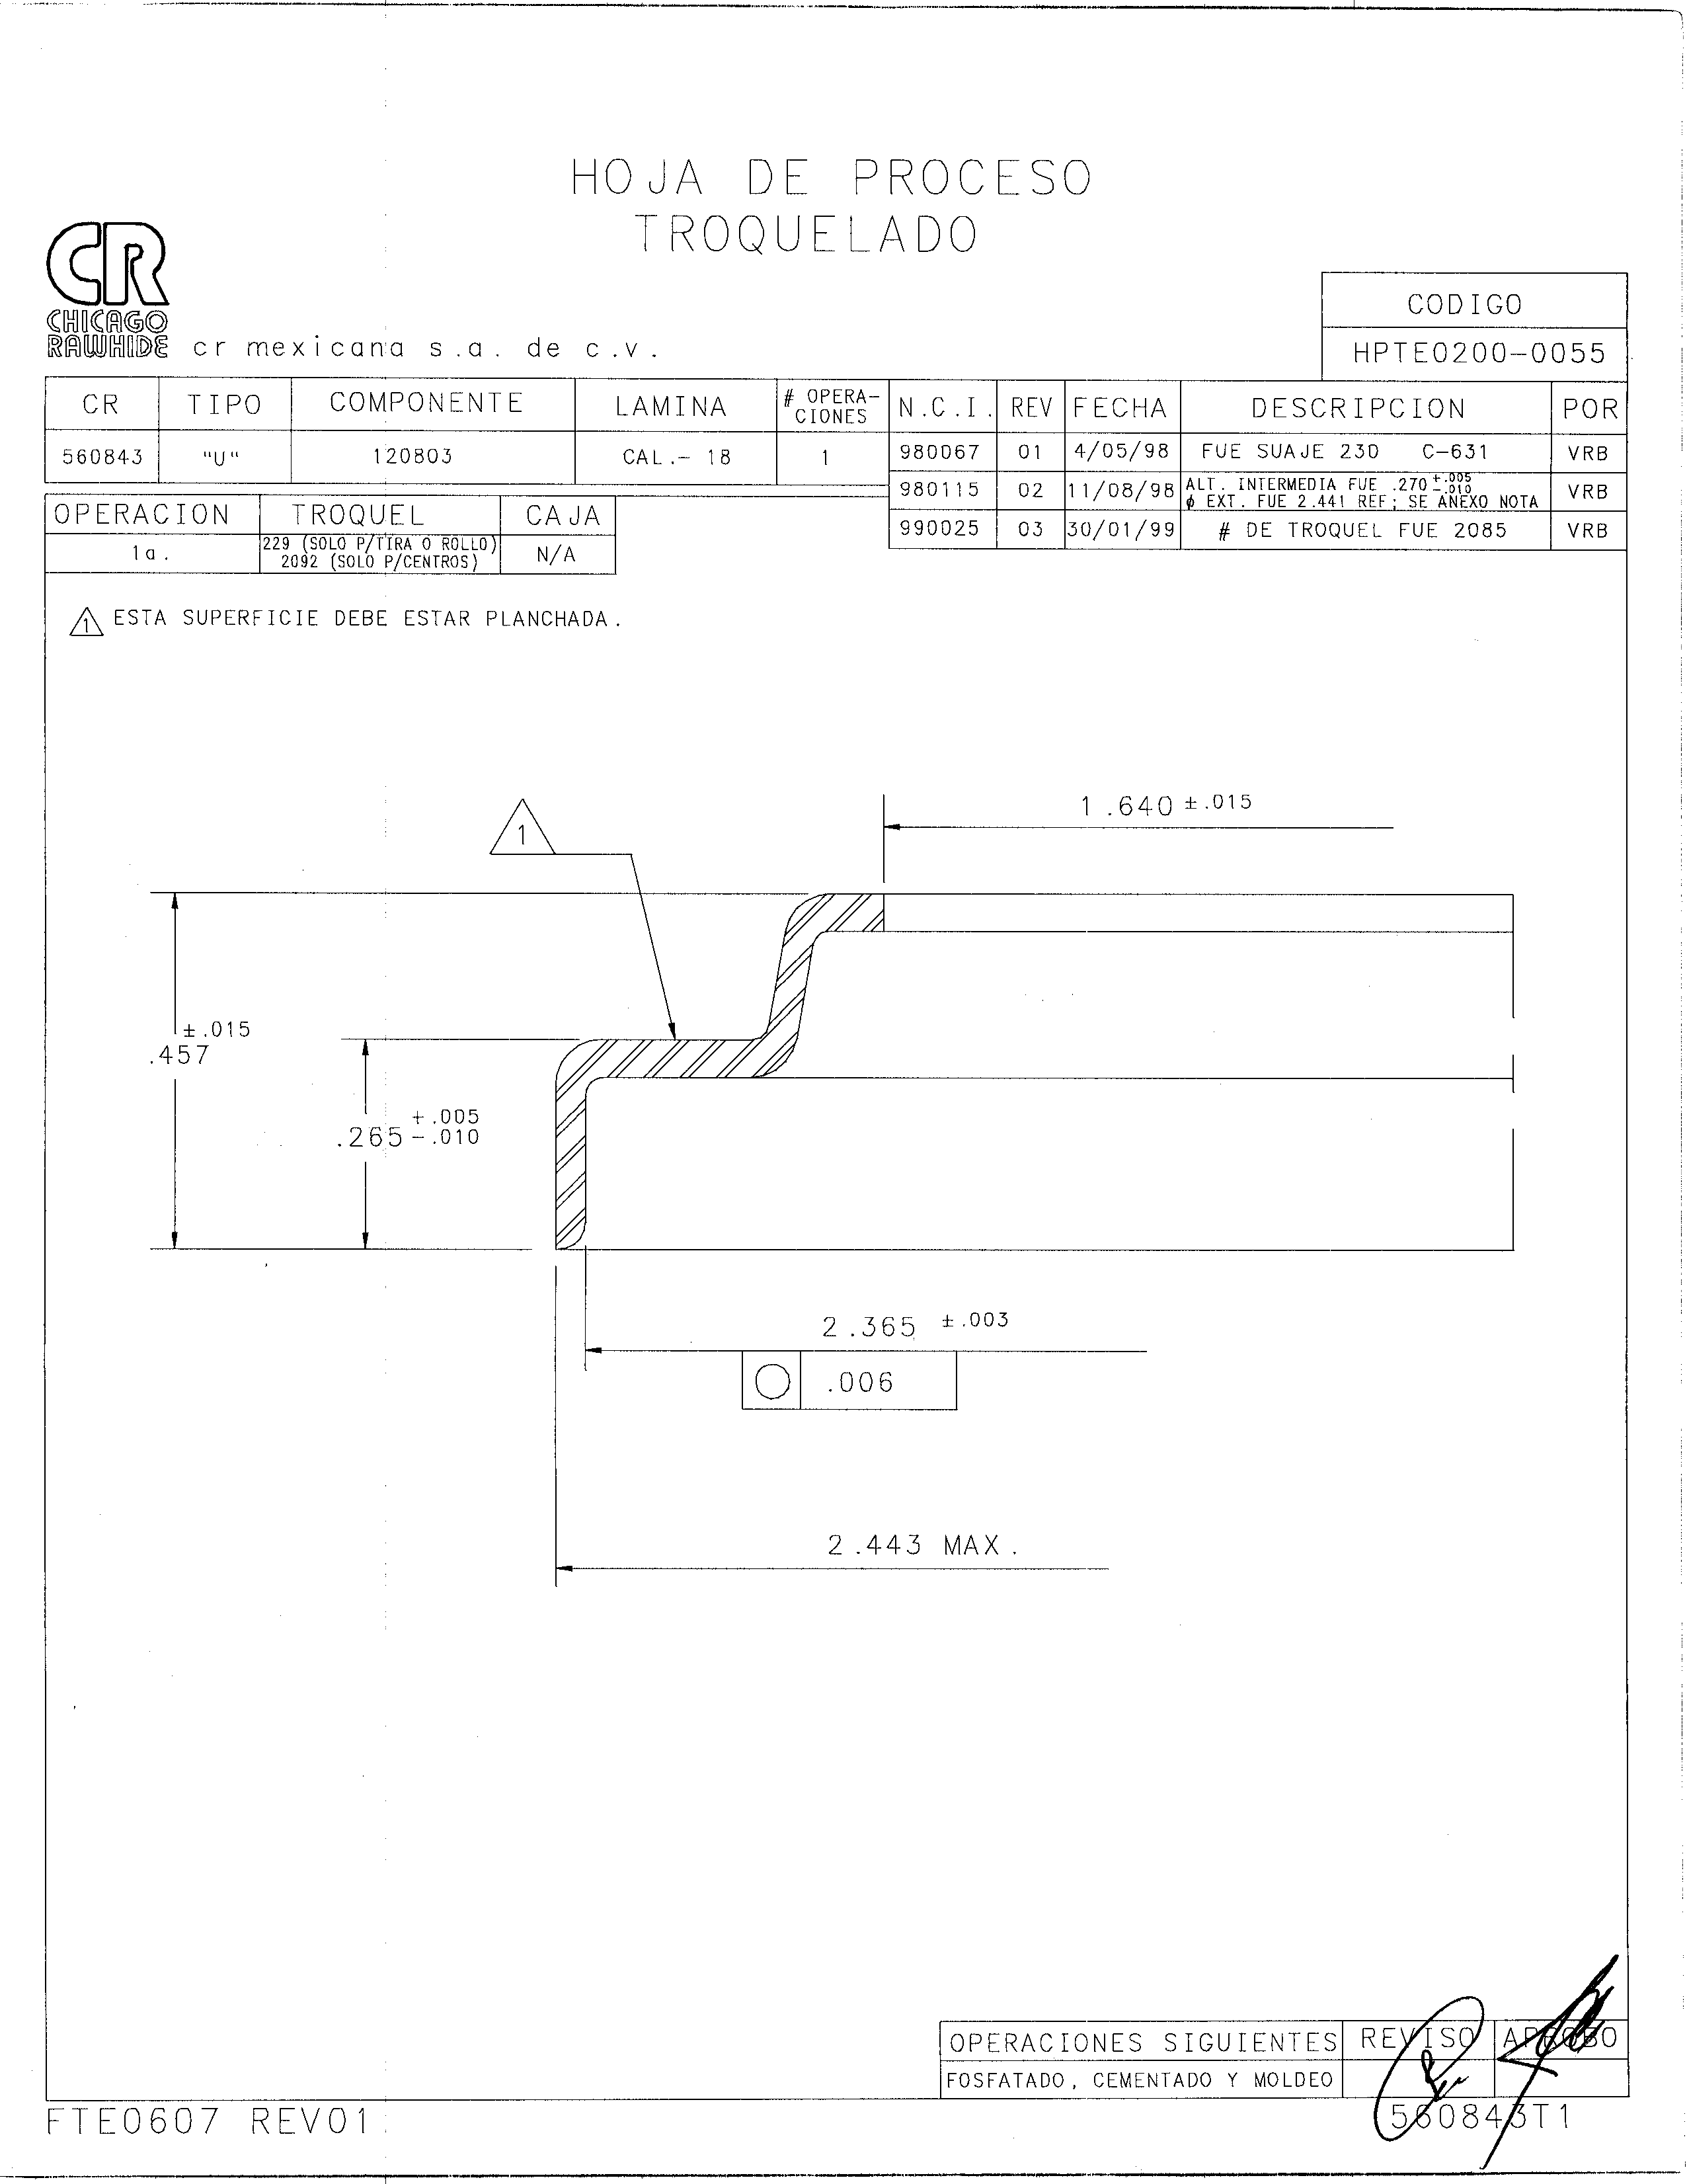 HOJA DE PROCESO
TROQUELADO
CR
CHICAGO
RAWHIDE
cr mexicana s.a. de c.v.
CODIGO
HPTE0200-0055
CR TIPO COMPONENTE LAMINA # OPERA-
CIONES
560843 "U" 120803 CAL.- 18 1
N.C.I. REV FECHA DESCRIPCION POR
980067 01 4/05/98 FUE SUAJE 230 C-631 VRB
980115 02 11/08/98 ALT. INTERMEDIA FUE .270 +.005 -.010
φ EXT. FUE 2.441 REF; SE ANEXO NOTA VRB
990025 03 30/01/99 # DE TROQUEL FUE 2085 VRB
OPERACION TROQUEL CAJA
1a. 229 (SOLO P/TIRA O ROLLO)
2092 (SOLO P/CENTROS) N/A
1 ESTA SUPERFICIE DEBE ESTAR PLANCHADA.
1.640 ±.015
1
±.015
.457
+.005
.265 -.010
2.365 ±.003
.006
2.443 MAX.
OPERACIONES SIGUIENTES REVISO APROBO
FOSFATADO, CEMENTADO Y MOLDEO
FTE0607 REV01
560843T1